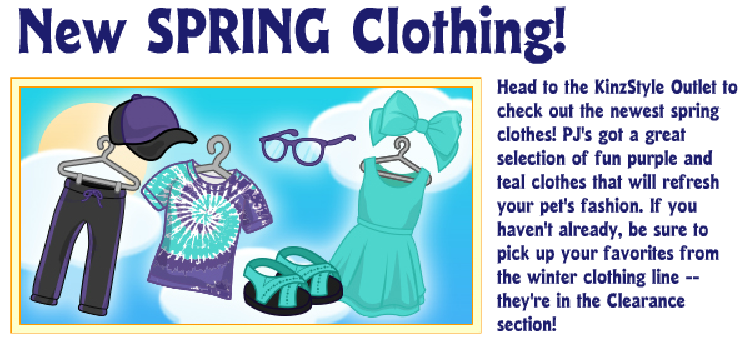 New SPRING Clothing!
Head to the KinzStyle Outlet to
check out the newest spring
clothes! PJ's got a great
selection of fun purple and
teal clothes that will refresh
your pet's fashion. If you
haven't already, be sure to
pick up your favorites from
the winter clothing line --
they're in the Clearance
section!